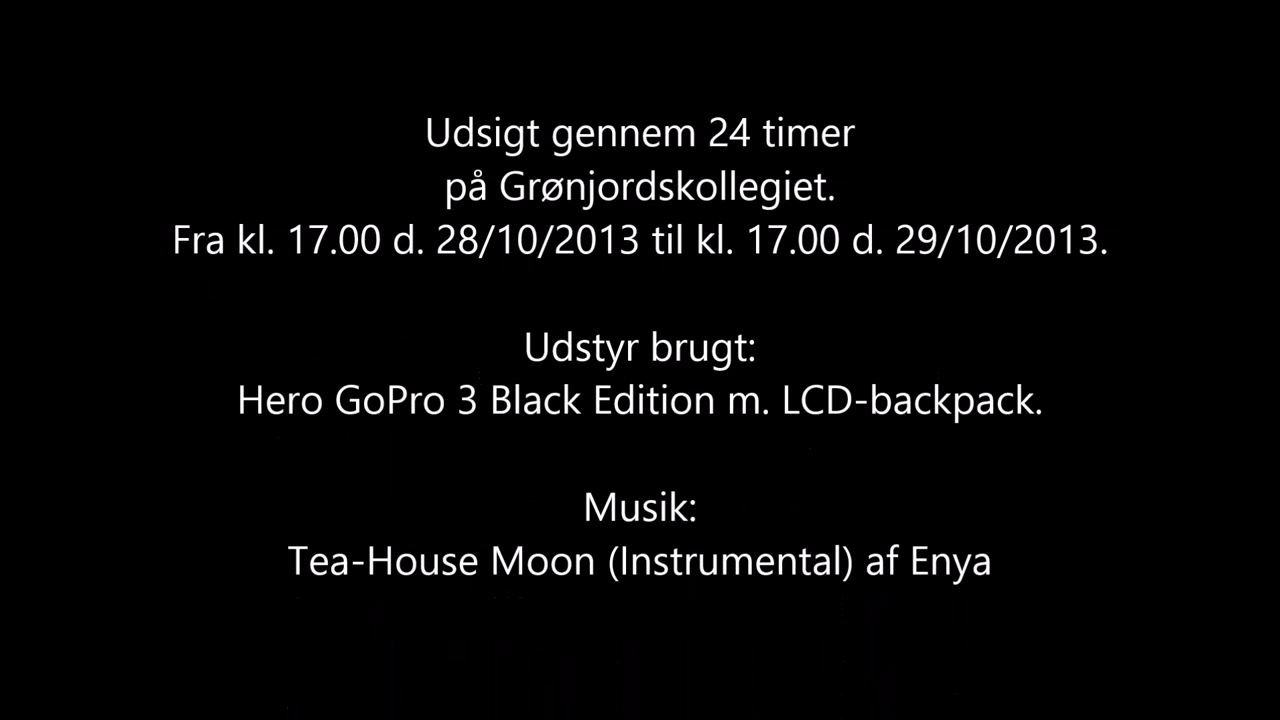 Udsigt gennem 24 timer
på Grønjordskollegiet.
Fra kl. 17.00 d. 28/10/2013 til kl. 17.00 d. 29/10/2013.
Udstyr brugt:
Hero GoPro 3 Black Edition m. LCD-backpack.
Musik:
Tea-House Moon (Instrumental) af Enya